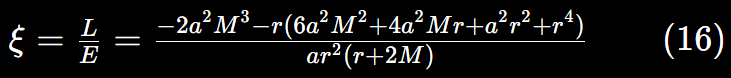 ξ = L/E = (-2a²M³-r(6a²M²+4a²Mr+a²r²+r⁴))/(ar²(r+2M)) (16)